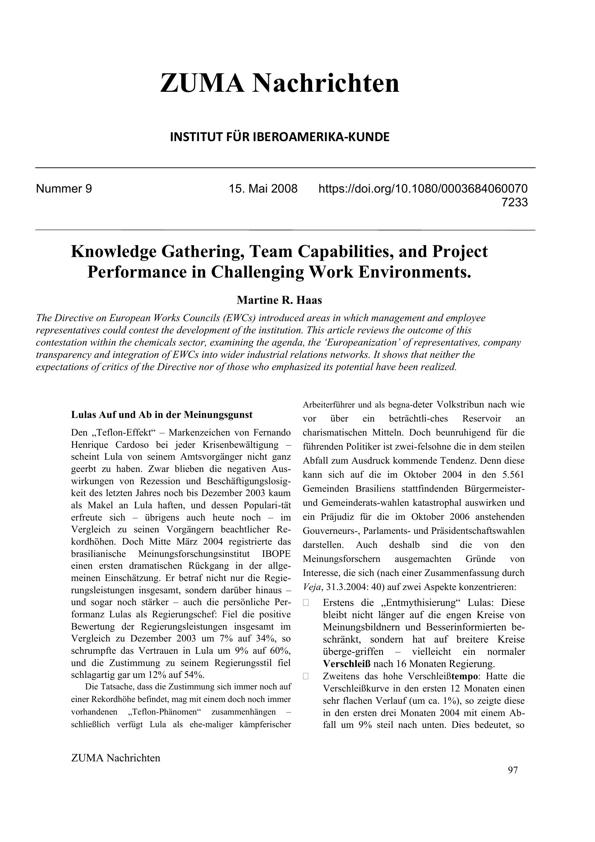 ZUMA Nachrichten
INSTITUT FÜR IBEROAMERIKA-KUNDE
Nummer 9 15. Mai 2008 https://doi.org/10.1080/0003684060070
7233
Knowledge Gathering, Team Capabilities, and Project
Performance in Challenging Work Environments.
Martine R. Haas
The Directive on European Works Councils (EWCs) introduced areas in which management and employee
representatives could contest the development of the institution. This article reviews the outcome of this
contestation within the chemicals sector, examining the agenda, the ‘Europeanization’ of representatives, company
transparency and integration of EWCs into wider industrial relations networks. It shows that neither the
expectations of critics of the Directive nor of those who emphasized its potential have been realized.
Lulas Auf und Ab in der Meinungsgunst
Den „Teflon-Effekt“ – Markenzeichen von Fernando
Henrique Cardoso bei jeder Krisenbewältigung –
scheint Lula von seinem Amtsvorgänger nicht ganz
geerbt zu haben. Zwar blieben die negativen Aus-
wirkungen von Rezession und Beschäftigungslosig-
keit des letzten Jahres noch bis Dezember 2003 kaum
als Makel an Lula haften, und dessen Populari-tät
erfreute sich – übrigens auch heute noch – im
Vergleich zu seinen Vorgängern beachtlicher Re-
kordhöhen. Doch Mitte März 2004 registrierte das
brasilianische Meinungsforschungsinstitut IBOPE
einen ersten dramatischen Rückgang in der allge-
meinen Einschätzung. Er betraf nicht nur die Regie-
rungsleistungen insgesamt, sondern darüber hinaus –
und sogar noch stärker – auch die persönliche Per-
formanz Lulas als Regierungschef: Fiel die positive
Bewertung der Regierungsleistungen insgesamt im
Vergleich zu Dezember 2003 um 7% auf 34%, so
schrumpfte das Vertrauen in Lula um 9% auf 60%,
und die Zustimmung zu seinem Regierungsstil fiel
schlagartig gar um 12% auf 54%.
Die Tatsache, dass die Zustimmung sich immer noch auf
einer Rekordhöhe befindet, mag mit einem doch noch immer
vorhandenen „Teflon-Phänomen“ zusammenhängen –
schließlich verfügt Lula als ehe-maliger kämpferischer
Arbeiterführer und als begna-deter Volkstribun nach wie
vor über ein beträchtli-ches Reservoir an
charismatischen Mitteln. Doch beunruhigend für die
führenden Politiker ist zwei-felsohne die in dem steilen
Abfall zum Ausdruck kommende Tendenz. Denn diese
kann sich auf die im Oktober 2004 in den 5.561
Gemeinden Brasiliens stattfindenden Bürgermeister-
und Gemeinderats-wahlen katastrophal auswirken und
ein Präjudiz für die im Oktober 2006 anstehenden
Gouverneurs-, Parlaments- und Präsidentschaftswahlen
darstellen. Auch deshalb sind die von den
Meinungsforschern ausgemachten Gründe von
Interesse, die sich (nach einer Zusammenfassung durch
Veja, 31.3.2004: 40) auf zwei Aspekte konzentrieren:
Erstens die „Entmythisierung“ Lulas: Diese
bleibt nicht länger auf die engen Kreise von
Meinungsbildnern und Besserinformierten be-
schränkt, sondern hat auf breitere Kreise
überge-griffen – vielleicht ein normaler
Verschleiß nach 16 Monaten Regierung.
Zweitens das hohe Verschleißtempo: Hatte die
Verschleißkurve in den ersten 12 Monaten einen
sehr flachen Verlauf (um ca. 1%), so zeigte diese
in den ersten drei Monaten 2004 mit einem Ab-
fall um 9% steil nach unten. Dies bedeutet, so
ZUMA Nachrichten
97